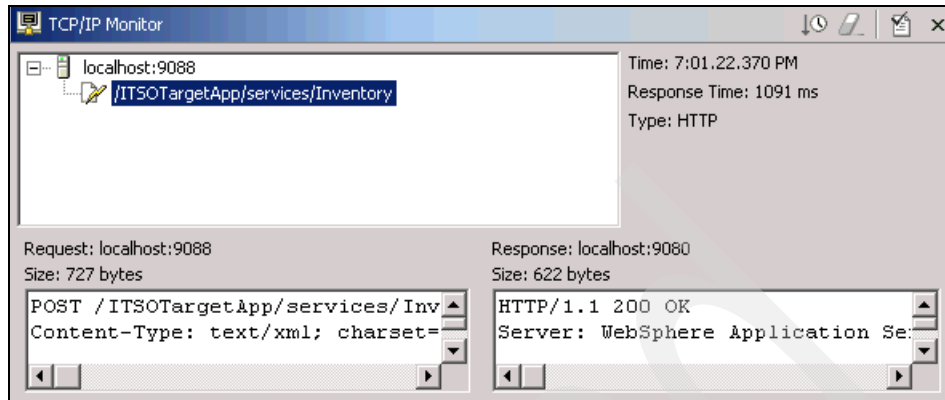 TCP/IP Monitor
localhost:9088
/ITSOTargetApp/services/Inventory
Time: 7:01.22.370 PM
Response Time: 1091 ms
Type: HTTP
Request: localhost:9088
Size: 727 bytes
POST /ITSOTargetApp/services/Inv
Content-Type: text/xml; charset=
Response: localhost:9080
Size: 622 bytes
HTTP/1.1 200 OK
Server: WebSphere Application Se